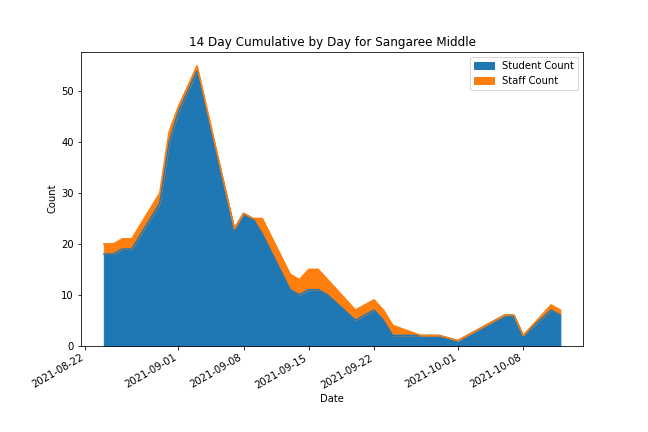 14 Day Cumulative by Day for Sangaree Middle
Student Count
Staff Count
Count
50
40
30
20
10
0
2021-08-22
2021-09-01
2021-09-08
2021-09-15
2021-09-22
2021-10-01
2021-10-08
Date